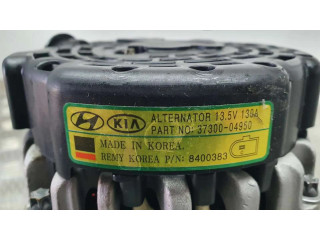 KIA ALTERNATOR 13.5V 130A
PART NO: 37300-04950
MADE IN KOREA.
REMY KOREA P/N: 8400383